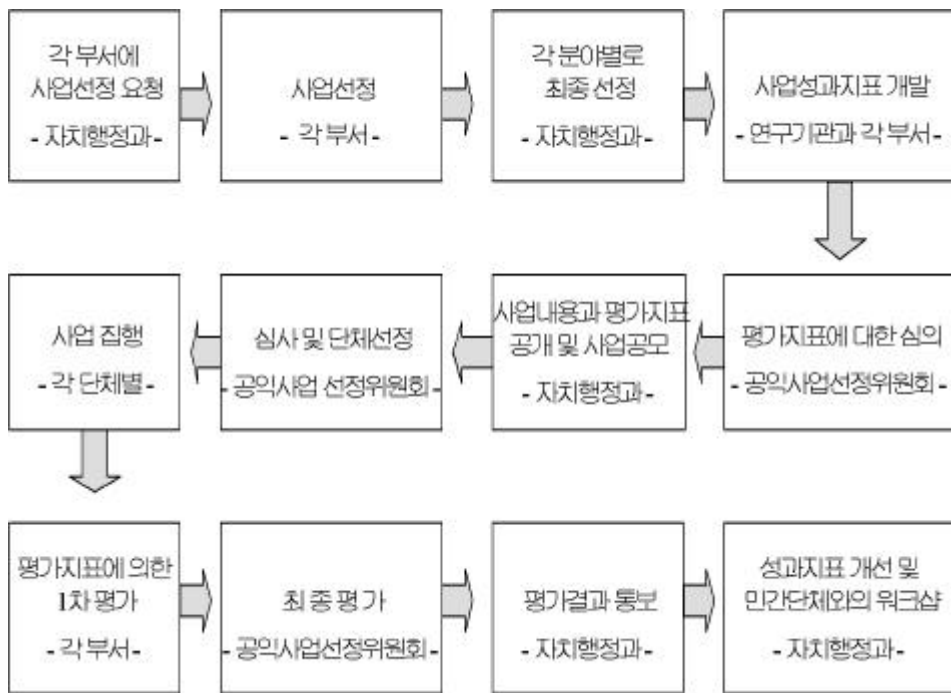 각 부서에
사업선정 요청
- 자치행정과 -
사업선정
- 각 부서 -
각 분야별로
최종 선정
- 자치행정과 -
사업성과지표 개발
- 연구기관과 각 부서 -
평가지표에 대한 심의
- 공익사업선정위원회 -
사업내용과 평가지표
공개 및 사업공모
- 자치행정과 -
심사 및 단체선정
- 공익사업 선정위원회 -
사업 집행
- 각 단체별 -
평가지표에 의한
1차 평가
- 각 부서 -
최종평가
- 공익사업선정위원회 -
평가결과 통보
- 자치행정과 -
성과지표 개선 및
민간단체와의 워크샵
- 자치행정과 -